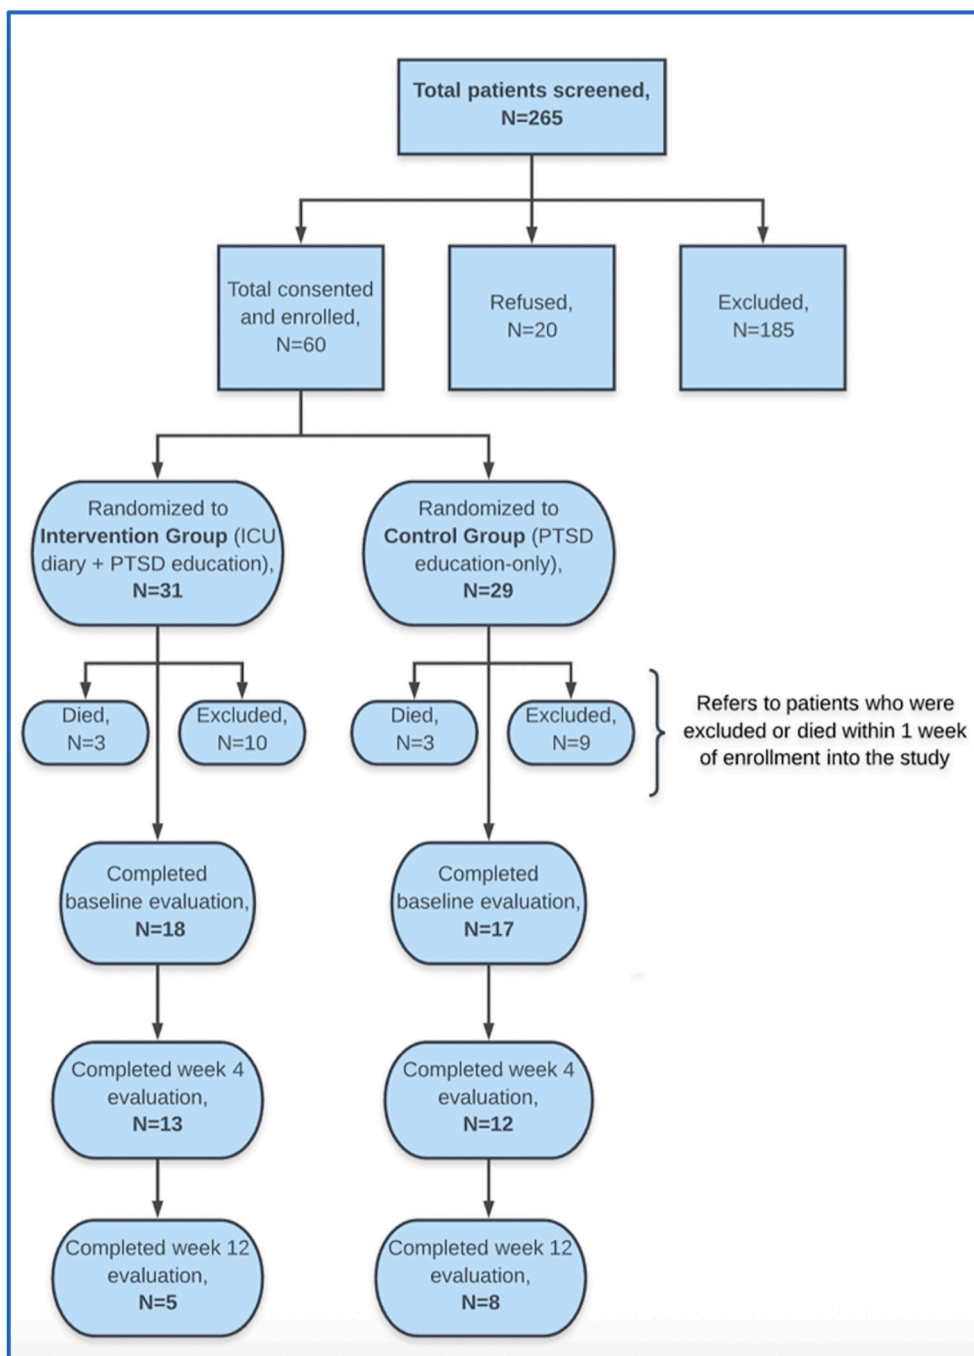 Total patients screened,
N=265
Total consented
and enrolled,
N=60
Refused,
N=20
Excluded,
N=185
Randomized to
Intervention Group (ICU
diary + PTSD education),
N=31
Randomized to
Control Group (PTSD
education-only),
N=29
Died,
N=3
Excluded,
N=10
Died,
N=3
Excluded,
N=9
Refers to patients who were
excluded or died within 1 week
of enrollment into the study
Completed
baseline evaluation,
N=18
Completed
baseline evaluation,
N=17
Completed week 4
evaluation,
N=13
Completed week 4
evaluation,
N=12
Completed week 12
evaluation,
N=5
Completed week 12
evaluation,
N=8